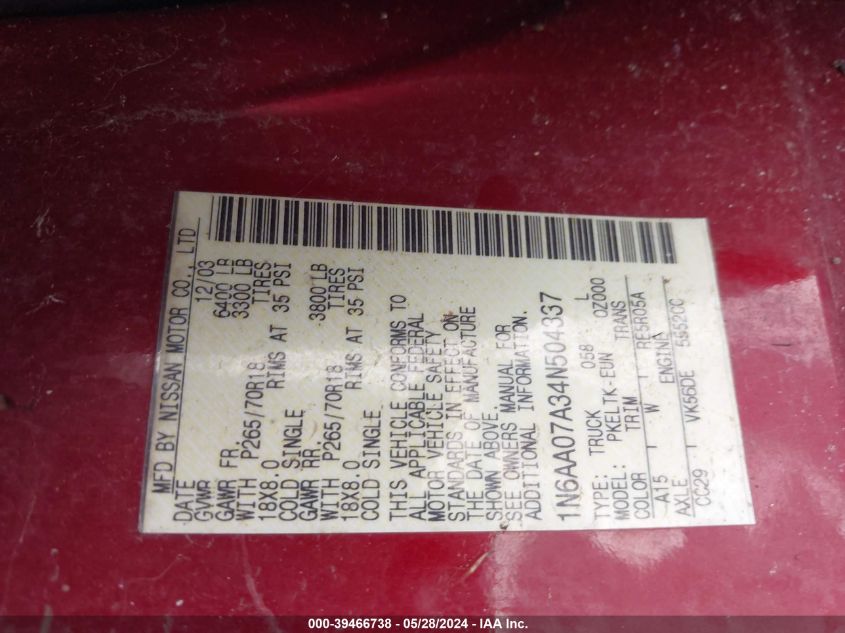 MFD BY NISSAN MOTOR CO., LTD
DATE 12/03
GVWR 6400 LB
GAWR FR. 3300 LB
WITH P265/70R18 TIRES
18X8.0 RIMS AT 35 PSI
COLD SINGLE
GAWR RR. 3800 LB
WITH P265/70R18 TIRES
18X8.0 RIMS AT 35 PSI
COLD SINGLE.
THIS VEHICLE CONFORMS TO
ALL APPLICABLE FEDERAL
MOTOR VEHICLE SAFETY
STANDARDS IN EFFECT ON
THE DATE OF MANUFACTURE
SHOWN ABOVE.
SEE OWNERS MANUAL FOR
ADDITIONAL INFORMATION.
1N6AA07A34N504337
TYPE: TRUCK 058 L
MODEL: PKELTK-EUN 0Z000
COLOR TRIM TRANS
A15 W RE5R05A
AXLE ENGINE
CC29 VK56DE 5552CC
000-39466738 - 05/28/2024 - IAA Inc.